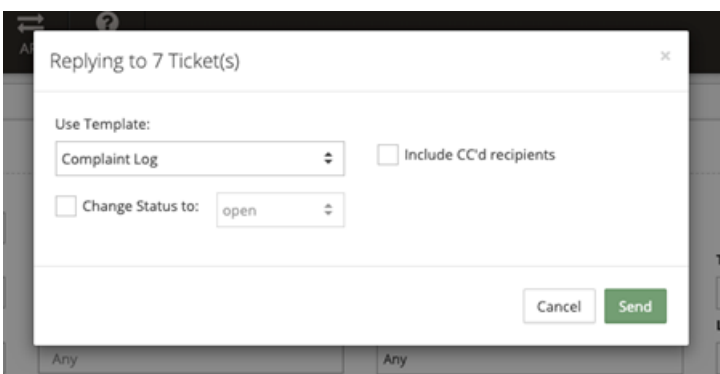 Replying to 7 Ticket(s)
×
Use Template:
Complaint Log
Include CC'd recipients
Change Status to:
open
Cancel
Send
Any
Any